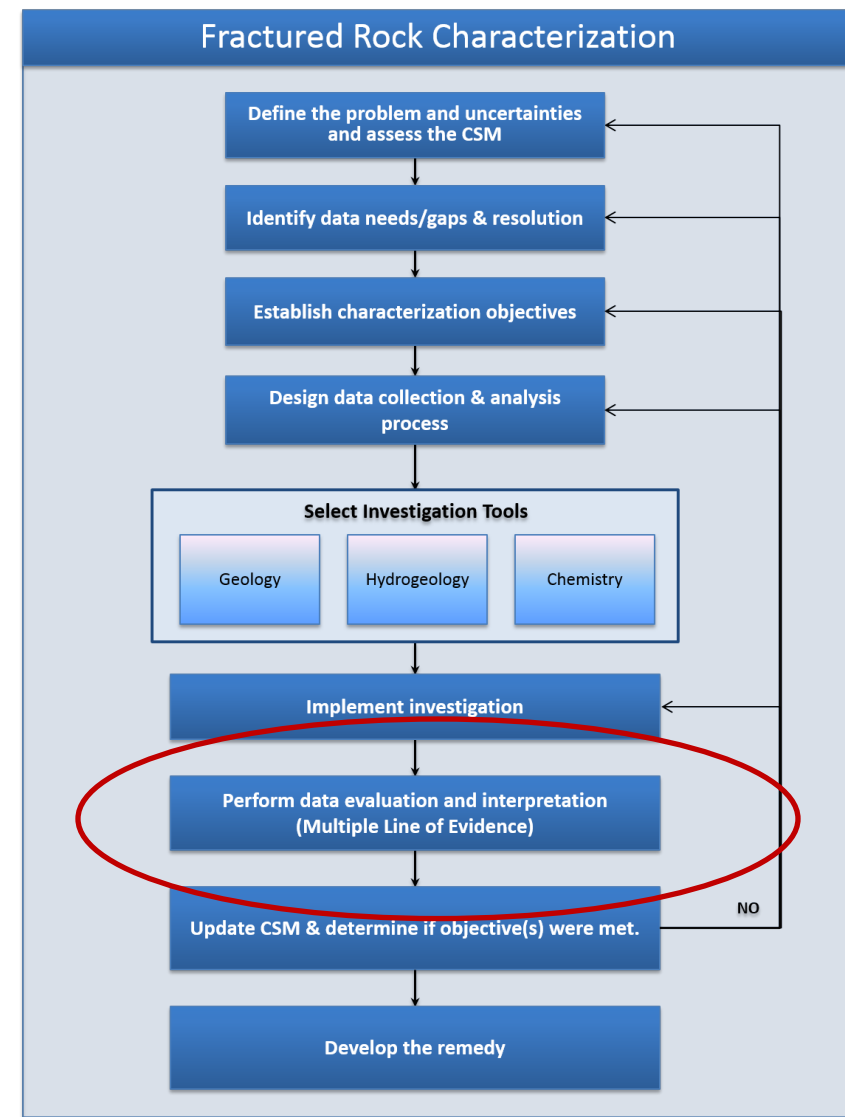 Fractured Rock Characterization
Define the problem and uncertainties
and assess the CSM
Identify data needs/gaps & resolution
Establish characterization objectives
Design data collection & analysis
process
Select Investigation Tools
Geology
Hydrogeology
Chemistry
Implement investigation
Perform data evaluation and interpretation
(Multiple Line of Evidence)
Update CSM & determine if objective(s) were met.
NO
Develop the remedy